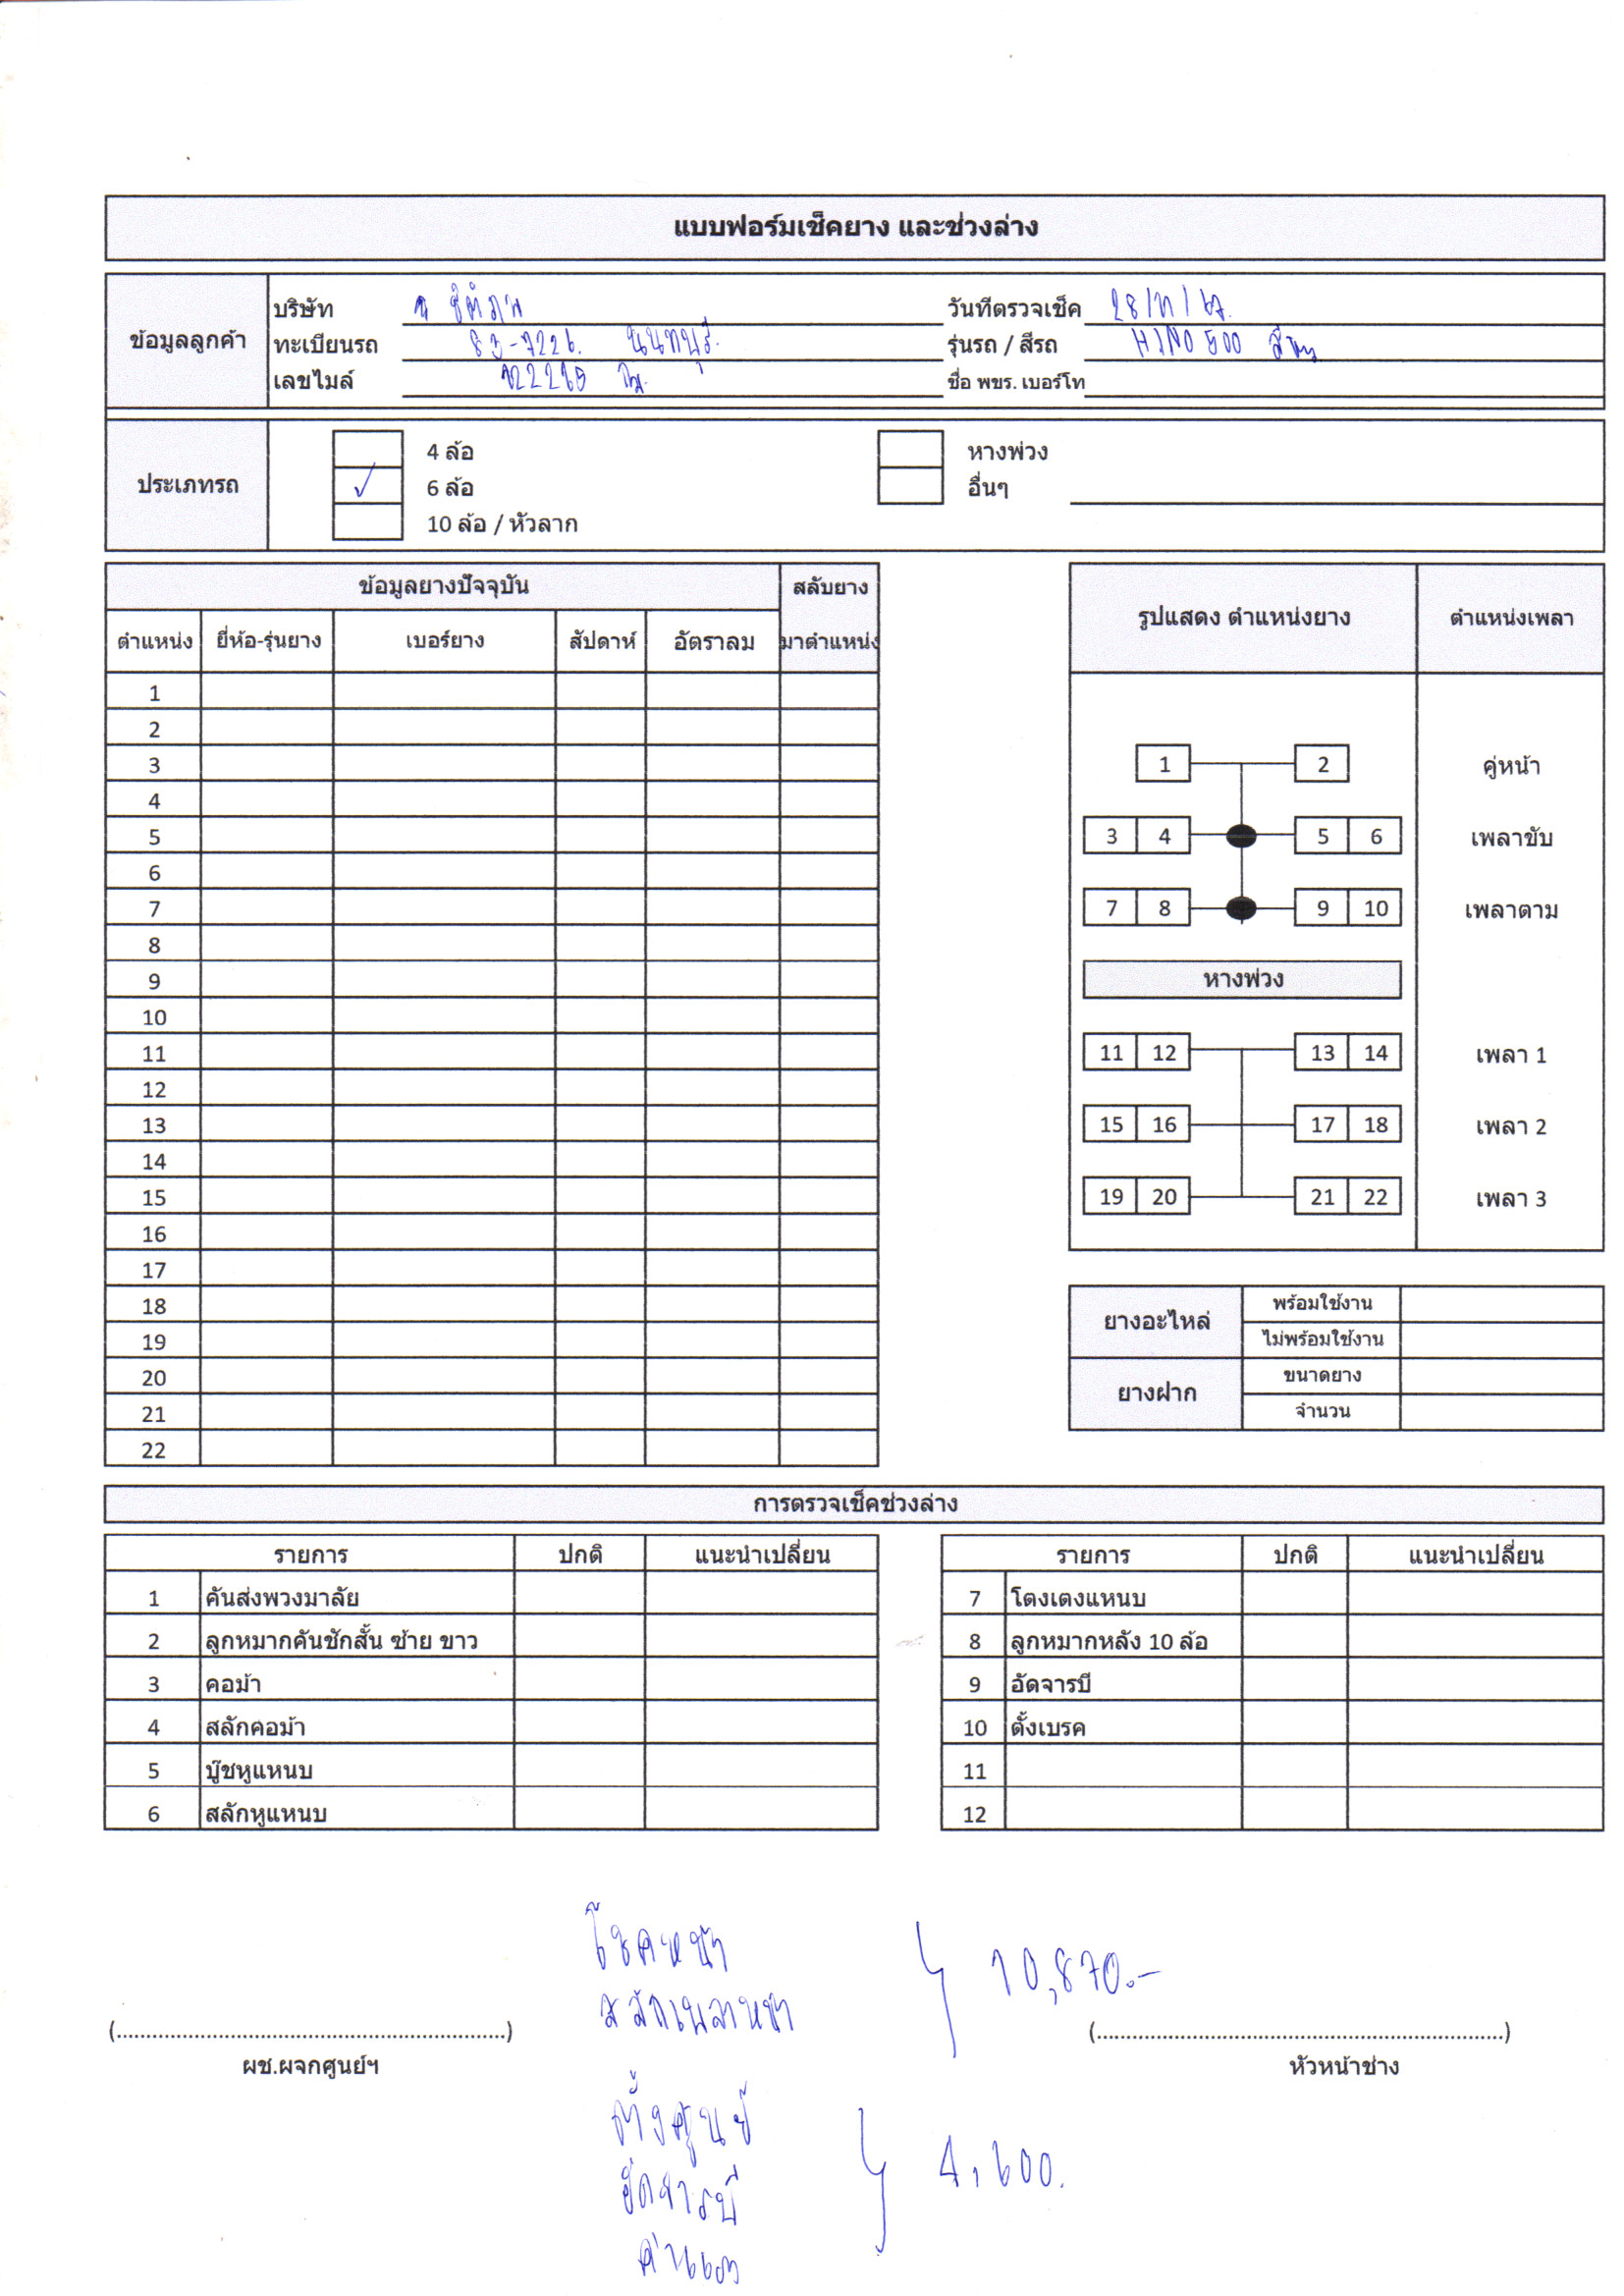 แบบฟอร์มเช็คยาง และช่วงล่าง
ข้อมูลลูกค้า
บริษัท
วันที่ตรวจเช็ค 28/11/67.
ทะเบียนรถ 83-7226. นนทบุรี.
รุ่นรถ / สีรถ HINO 500
เลขไมล์ กม.
ชื่อ พขร. เบอร์โท
ประเภทรถ
4 ล้อ
✓ 6 ล้อ
10 ล้อ / หัวลาก
หางพ่วง
อื่นๆ
ข้อมูลยางปัจจุบัน สลับยาง
ตำแหน่ง ยี่ห้อ-รุ่นยาง เบอร์ยาง สัปดาห์ อัตราลม มาตำแหน่ง
1
2
3
4
5
6
7
8
9
10
11
12
13
14
15
16
17
18
19
20
21
22
รูปแสดง ตำแหน่งยาง ตำแหน่งเพลา
1 2 คู่หน้า
3 4 5 6 เพลาขับ
7 8 9 10 เพลาตาม
หางพ่วง
11 12 13 14 เพลา 1
15 16 17 18 เพลา 2
19 20 21 22 เพลา 3
ยางอะไหล่ พร้อมใช้งาน
ไม่พร้อมใช้งาน
ยางฝาก ขนาดยาง
จำนวน
การตรวจเช็คช่วงล่าง
รายการ ปกติ แนะนำเปลี่ยน
1 คันส่งพวงมาลัย
2 ลูกหมากคันชักสั้น ซ้าย ขาว
3 คอม้า
4 สลักคอม้า
5 บู๊ชหูแหนบ
6 สลักหูแหนบ
รายการ ปกติ แนะนำเปลี่ยน
7 โตงเตงแหนบ
8 ลูกหมากหลัง 10 ล้อ
9 อัดจารบี
10 ตั้งเบรค
11
12
โช๊คหน้า
สลักเพลาหน้า
10,870.-
(....................................................................)
ผช.ผจกศูนย์ฯ
(....................................................................)
หัวหน้าช่าง
ตั้งศูนย์
อัดจารบี
ค่าแรง
4,600.